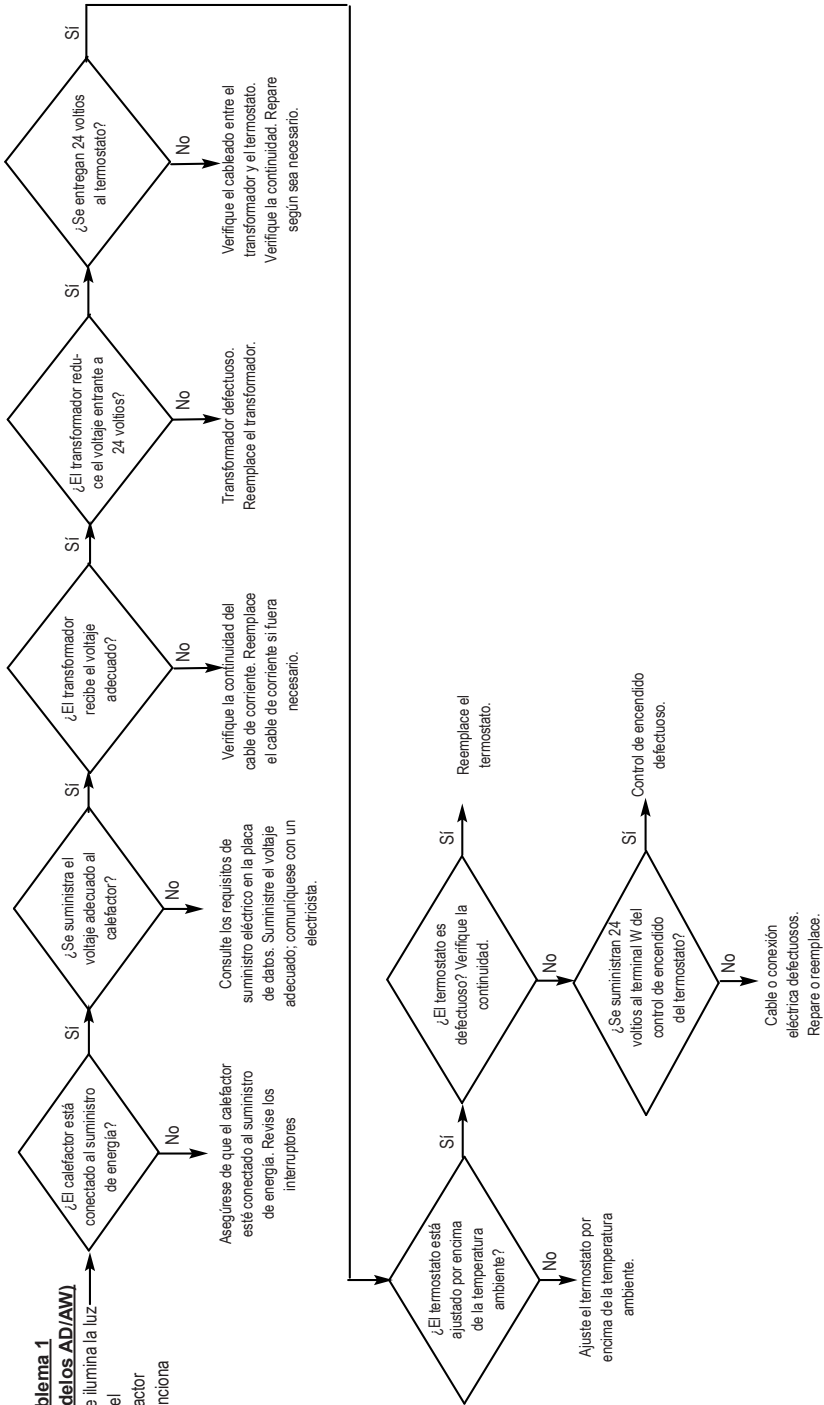 blema 1
delos AD/AW)
e ilumina la luz
el
actor
nciona
¿El calefactor está
conectado al suministro
de energía?
Sí
No
Asegúrese de que el calefactor
esté conectado al suministro
de energía. Revise los
interruptores
¿Se suministra el
voltaje adecuado al
calefactor?
Sí
No
Consulte los requisitos de
suministro eléctrico en la placa
de datos. Suministre el voltaje
adecuado; comuníquese con un
electricista.
¿El transformador
recibe el voltaje
adecuado?
Sí
No
Verifique la continuidad del
cable de corriente. Reemplace
el cable de corriente si fuera
necesario.
¿El transformador redu-
ce el voltaje entrante a
24 voltios?
Sí
No
Transformador defectuoso.
Reemplace el transformador.
¿Se entregan 24 voltios
al termostato?
Sí
No
Verifique el cableado entre el
transformador y el termostato.
Verifique la continuidad. Repare
según sea necesario.
¿El termostato está
ajustado por encima
de la temperatura
ambiente?
Sí
No
Ajuste el termostato por
encima de la temperatura
ambiente.
¿El termostato es
defectuoso? Verifique la
continuidad.
Sí
Reemplace el
termostato.
No
¿Se suministran 24
voltios al terminal W del
control de encendido
del termostato?
Sí
Control de encendido
defectuoso.
No
Cable o conexión
eléctrica defectuosos.
Repare o reemplace.